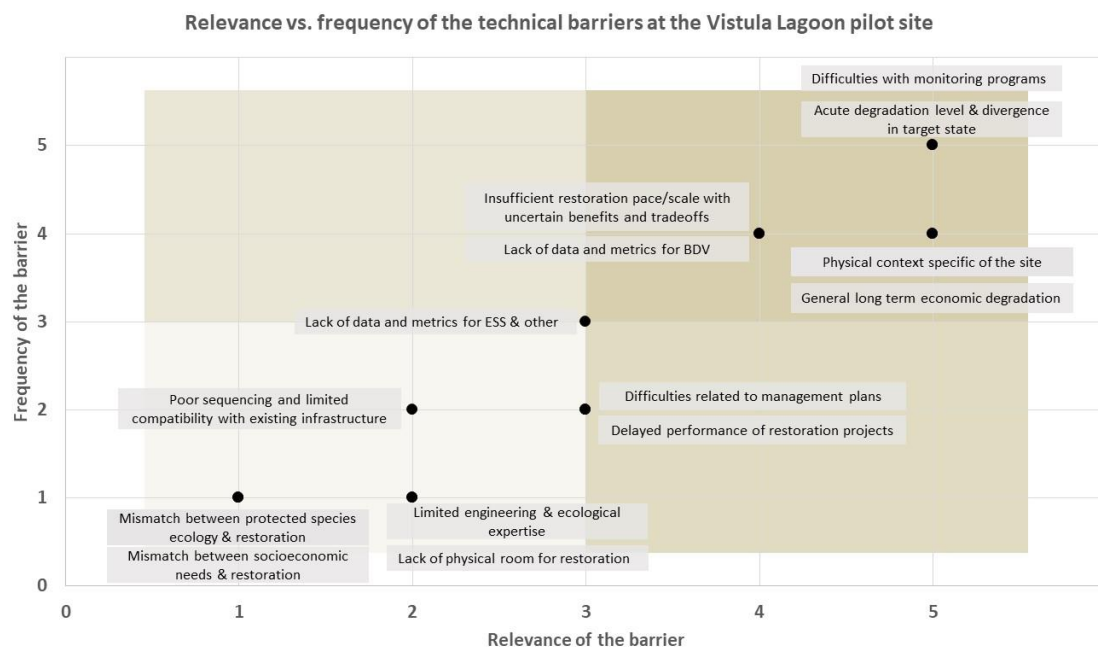 Relevance vs. frequency of the technical barriers at the Vistula Lagoon pilot site
Difficulties with monitoring programs
Acute degradation level & divergence
in target state
5
Insufficient restoration pace/scale with
uncertain benefits and tradeoffs
4
Lack of data and metrics for BDV
Physical context specific of the site
General long term economic degradation
Frequency of the barrier
3
Lack of data and metrics for ESS & other
Poor sequencing and limited
compatibility with existing infrastructure
2
Difficulties related to management plans
Delayed performance of restoration projects
1
Mismatch between protected species
ecology & restoration
Mismatch between socioeconomic
needs & restoration
Limited engineering & ecological
expertise
Lack of physical room for restoration
0
0 1 2 3 4 5
Relevance of the barrier